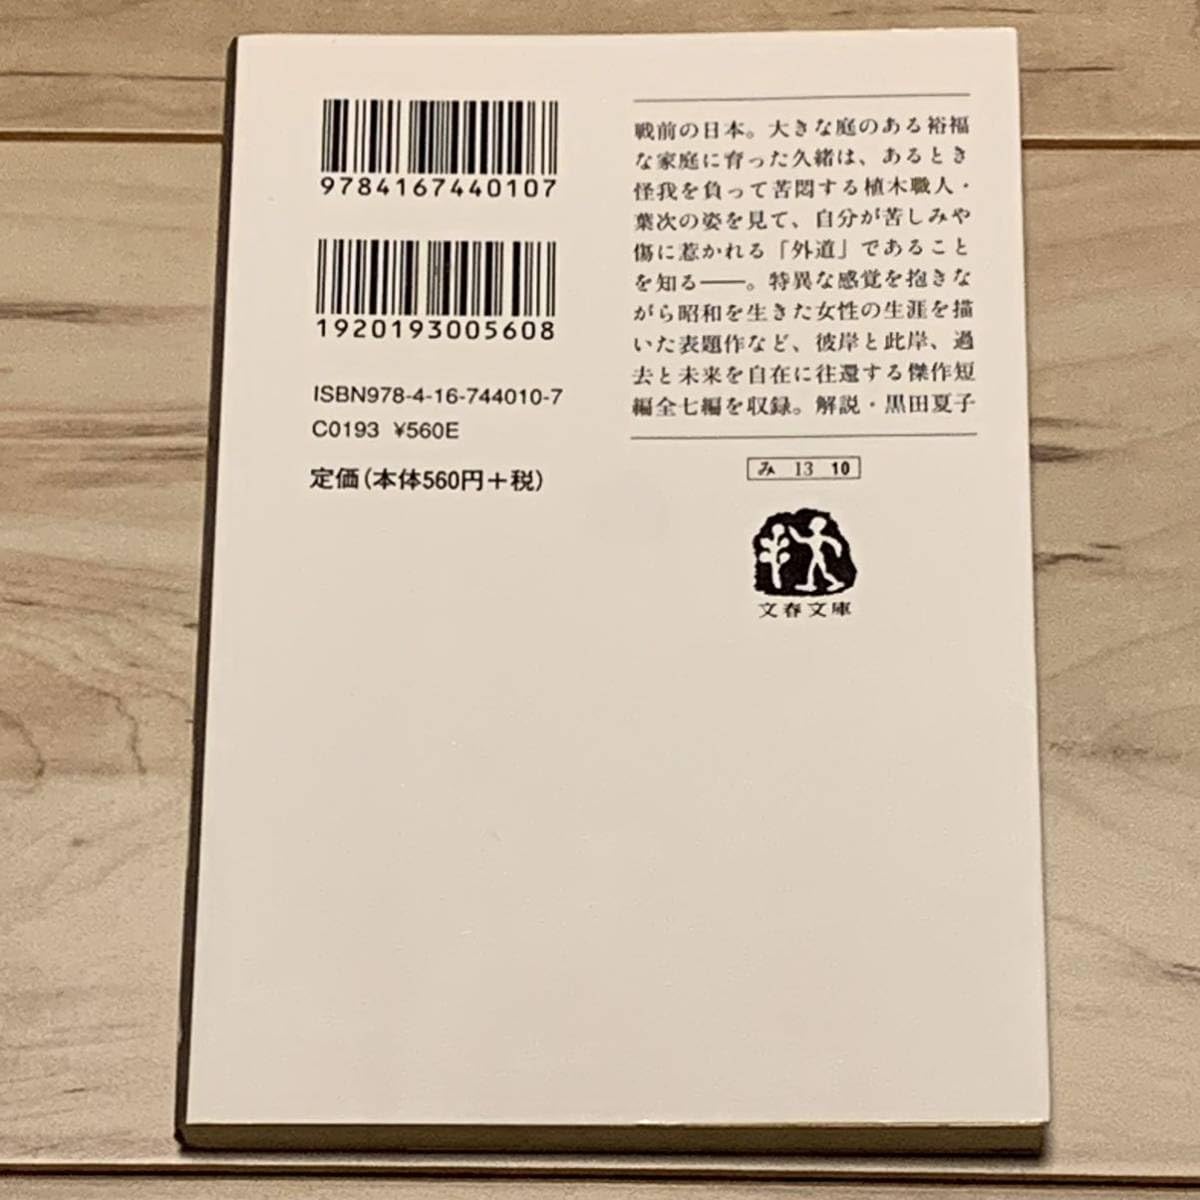 9784167440107
1920193005608
ISBN978-4-16-744010-7
C0193 ¥560E
定価(本体560円+税)
戦前の日本。大きな庭のある裕福
な家庭に育った久緒は、あるとき
怪我を負って苦悶する植木職人・
葉次の姿を見て、自分が苦しみや
傷に惹かれる「外道」であること
を知る——。特異な感覚を抱きな
がら昭和を生きた女性の生涯を描
いた表題作など、彼岸と此岸、過
去と未来を自在に往還する傑作短
編全七編を収録。解説・黒田夏子
み 13 10
文春文庫